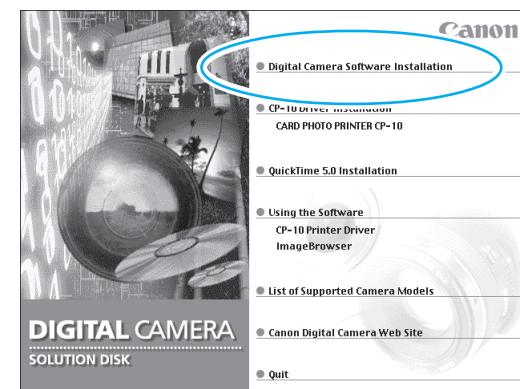 Canon
Digital Camera Software Installation
CP-10 Driver Installation
CARD PHOTO PRINTER CP-10
QuickTime 5.0 Installation
Using the Software
CP-10 Printer Driver
ImageBrowser
List of Supported Camera Models
Canon Digital Camera Web Site
Quit
DIGITAL CAMERA
SOLUTION DISK